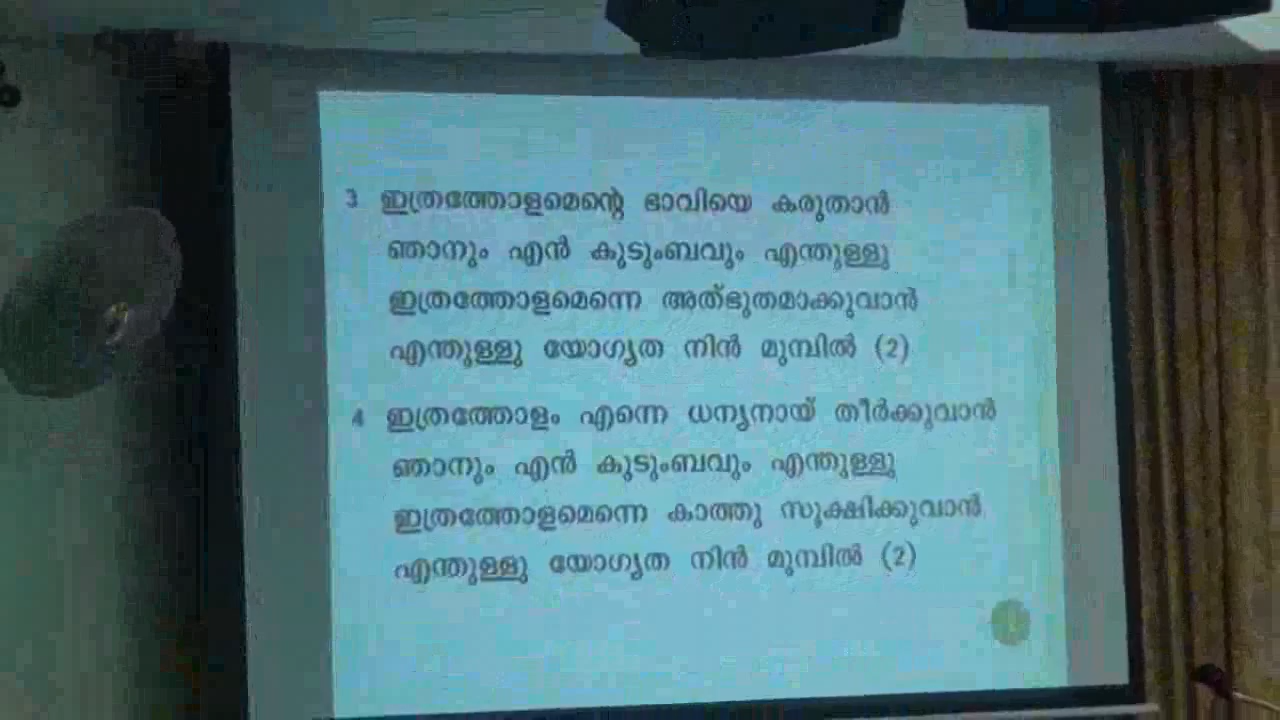 3 ഇത്രത്തോളമെന്റെ ഭാവിയെ കരുതാൻ
ഞാനും എൻ കുടുംബവും എന്തുള്ളു
ഇത്രത്തോളമെന്നെ അത്ഭുതമാക്കുവാൻ
എന്തുള്ളു യോഗ്യത നിൻ മുമ്പിൽ (2)
4 ഇത്രത്തോളം എന്നെ ധന്യനായ് തീർക്കുവാൻ
ഞാനും എൻ കുടുംബവും എന്തുള്ളു
ഇത്രത്തോളമെന്നെ കാത്തു സൂക്ഷിക്കുവാൻ
എന്തുള്ളു യോഗ്യത നിൻ മുമ്പിൽ (2)